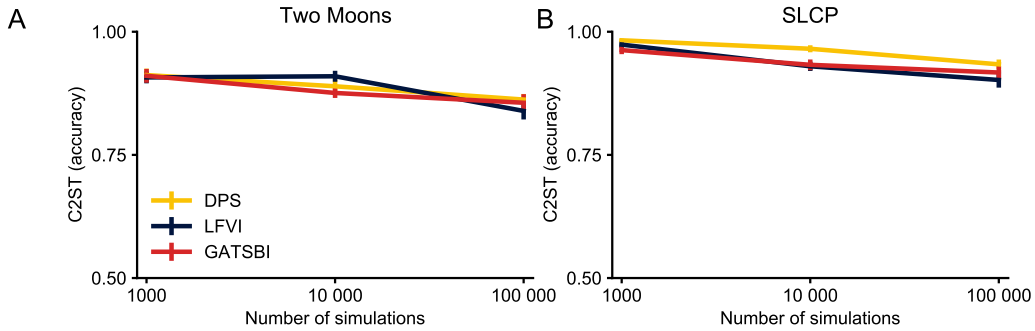 A
Two Moons
C2ST (accuracy)
1.00
0.75
0.50
DPS
LFVI
GATSBI
1000
10 000
100 000
Number of simulations
B
SLCP
C2ST (accuracy)
1.00
0.75
0.50
1000
10 000
100 000
Number of simulations